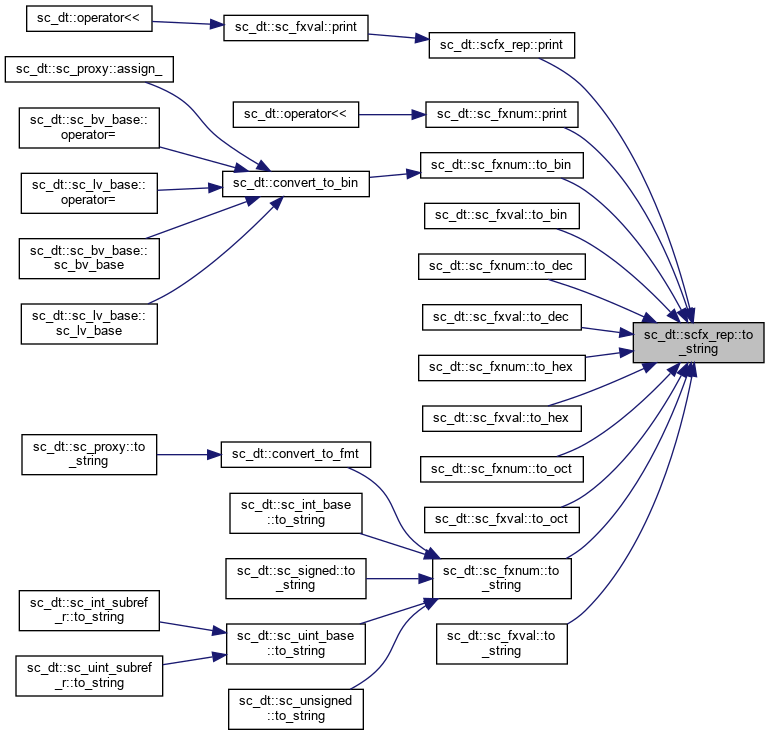 sc_dt::operator<<
sc_dt::sc_fxval::print
sc_dt::scfx_rep::print
sc_dt::sc_proxy::assign_
sc_dt::operator<<
sc_dt::sc_fxnum::print
sc_dt::sc_bv_base::
operator=
sc_dt::sc_fxnum::to_bin
sc_dt::convert_to_bin
sc_dt::sc_lv_base::
operator=
sc_dt::sc_fxval::to_bin
sc_dt::sc_bv_base::
sc_bv_base
sc_dt::sc_fxnum::to_dec
sc_dt::sc_lv_base::
sc_lv_base
sc_dt::sc_fxval::to_dec
sc_dt::scfx_rep::to
_string
sc_dt::sc_fxnum::to_hex
sc_dt::sc_fxval::to_hex
sc_dt::sc_proxy::to
_string
sc_dt::convert_to_fmt
sc_dt::sc_fxnum::to_oct
sc_dt::sc_int_base
::to_string
sc_dt::sc_fxval::to_oct
sc_dt::sc_signed::to
_string
sc_dt::sc_fxnum::to
_string
sc_dt::sc_int_subref
_r::to_string
sc_dt::sc_uint_base
::to_string
sc_dt::sc_fxval::to
_string
sc_dt::sc_uint_subref
_r::to_string
sc_dt::sc_unsigned
::to_string